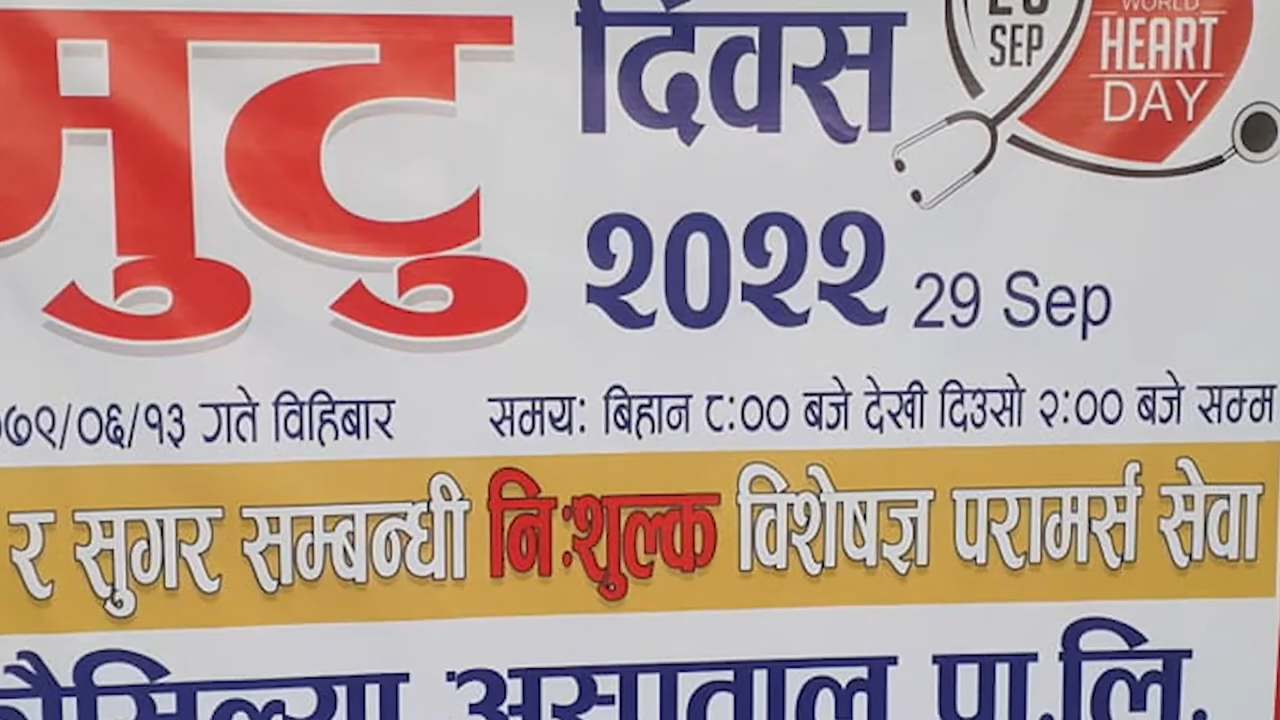 मुटु दिवस
SEP
WORLD
HEART
DAY
२०२२ 29 Sep
७९/०६/१३ गते विहिबार समय: बिहान ८:०० बजे देखी दिउसो २:०० बजे सम्म
र सुगर सम्बन्धी नि:शुल्क विशेषज्ञ परामर्स सेवा
कौसिल्या अस्पताल प्रा.लि.